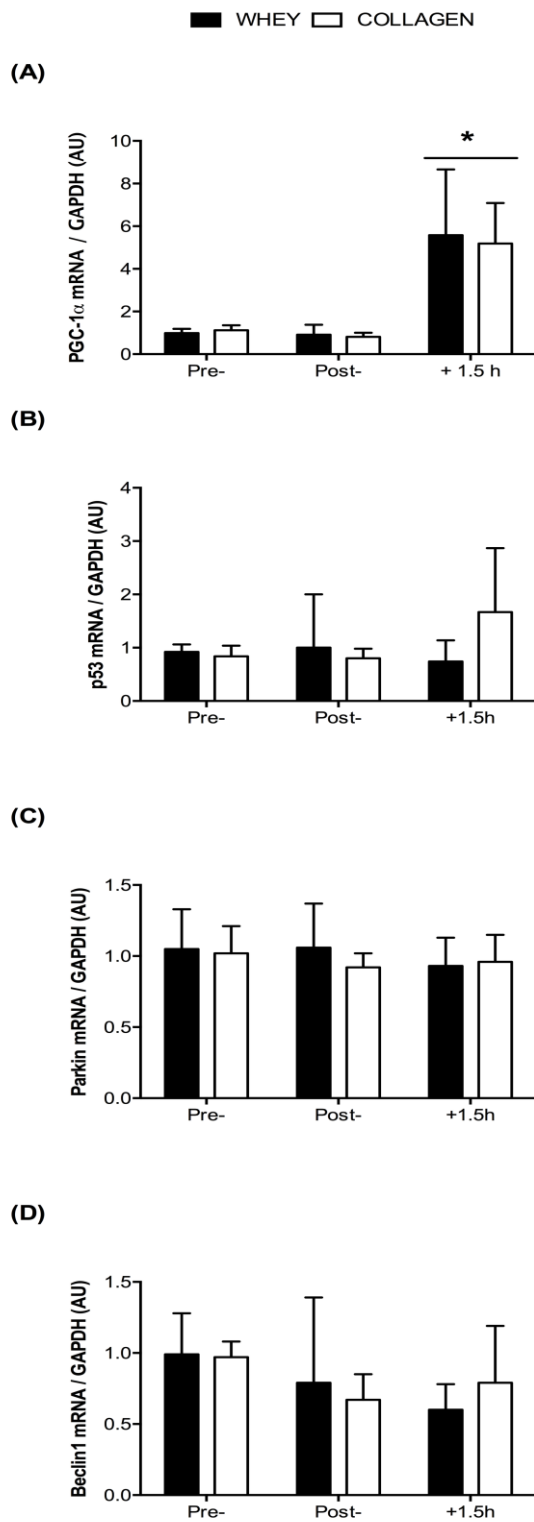 WHEY COLLAGEN
(A)
PGC-1α mRNA / GAPDH (AU)
10
8
6
4
2
0
*
Pre- Post- + 1.5 h
(B)
p53 mRNA / GAPDH (AU)
4
3
2
1
0
Pre- Post- +1.5h
(C)
Parkin mRNA / GAPDH (AU)
1.5
1.0
0.5
0.0
Pre- Post- +1.5h
(D)
Beclin1 mRNA / GAPDH (AU)
1.5
1.0
0.5
0.0
Pre- Post- +1.5h